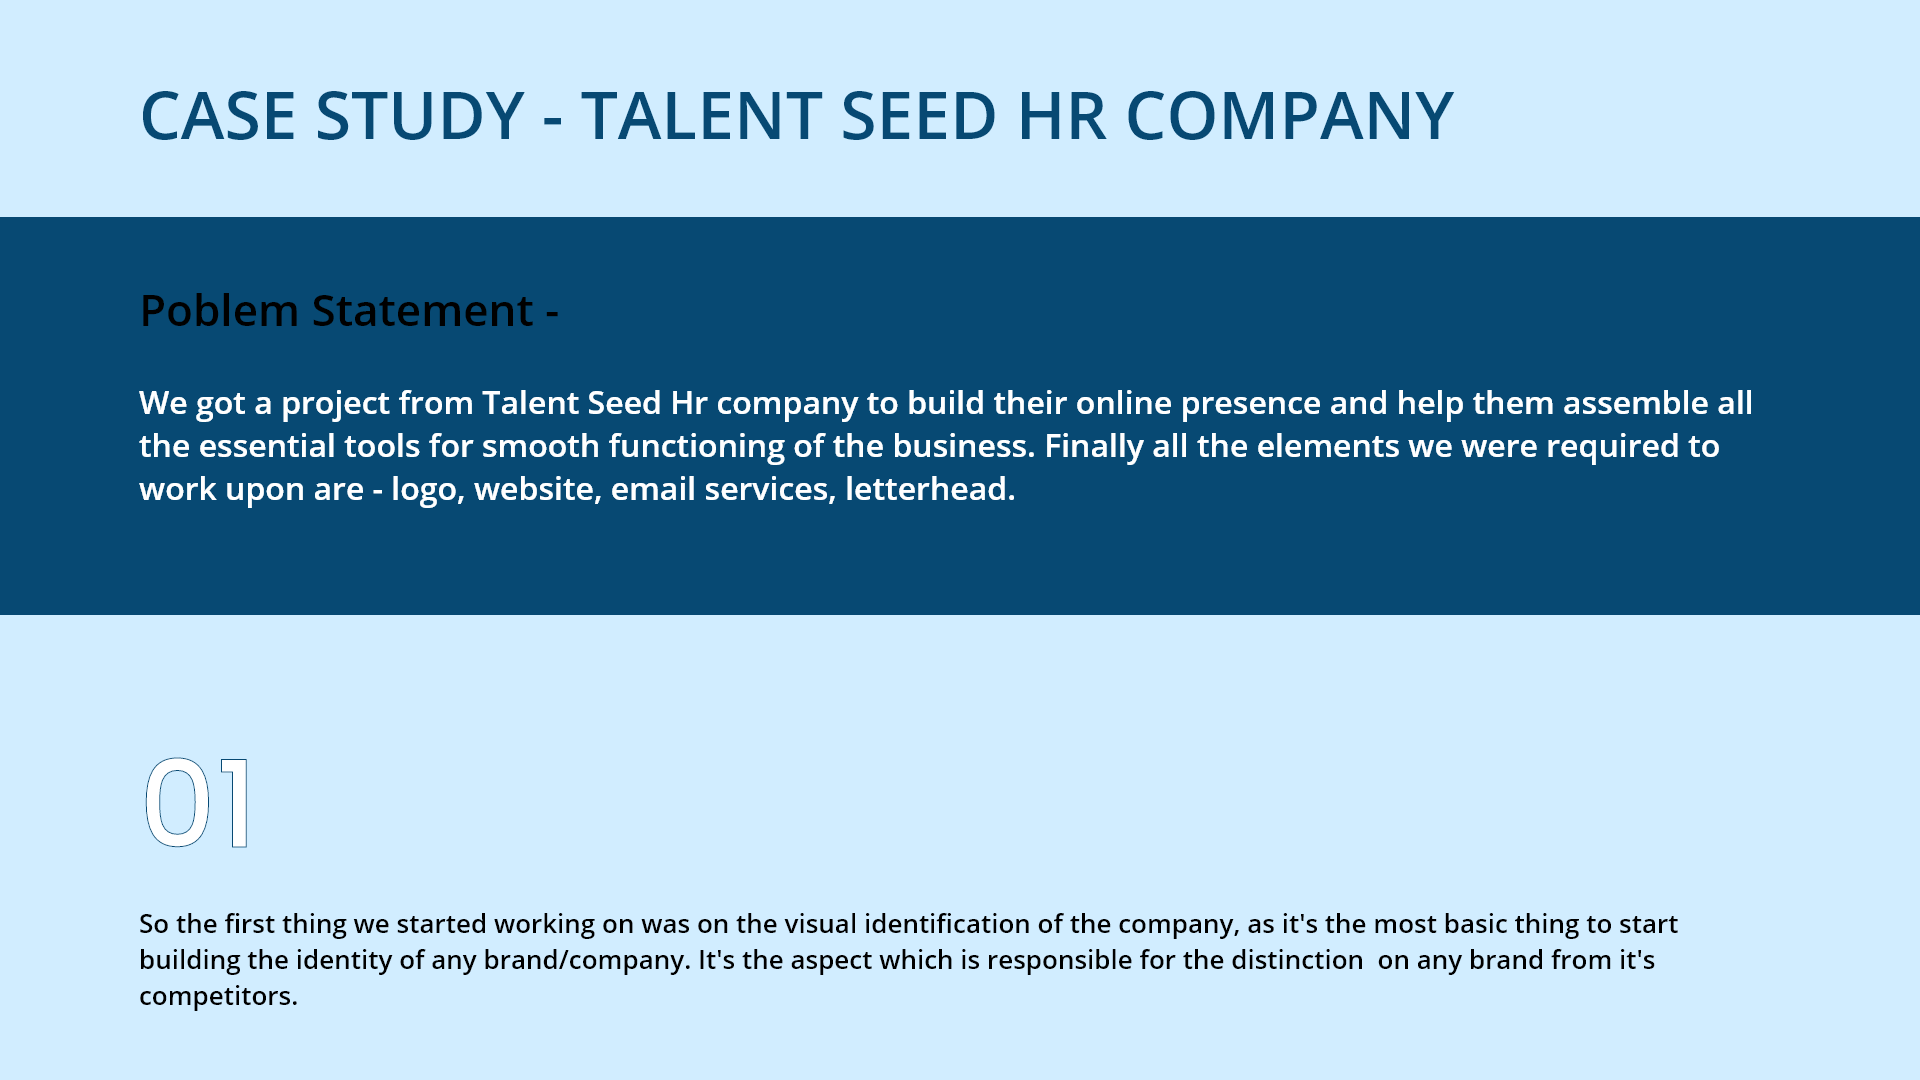 CASE STUDY - TALENT SEED HR COMPANY
Poblem Statement -
We got a project from Talent Seed Hr company to build their online presence and help them assemble all
the essential tools for smooth functioning of the business. Finally all the elements we were required to
work upon are - logo, website, email services, letterhead.
01
So the first thing we started working on was on the visual identification of the company, as it's the most basic thing to start
building the identity of any brand/company. It's the aspect which is responsible for the distinction  on any brand from it's
competitors.